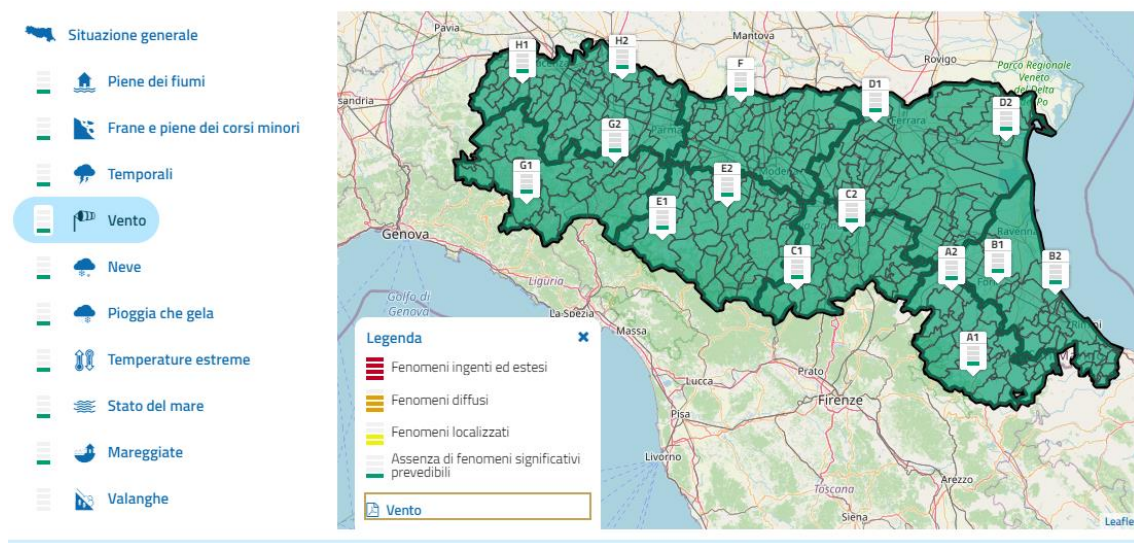 Situazione generale
Piene dei fiumi
Frane e piene dei corsi minori
Temporali
Vento
Neve
Pioggia che gela
Temperature estreme
Stato del mare
Mareggiate
Valanghe
Pavia
Mantova
Rovigo
Parco Regionale
Veneto
del Delta
Po
H1
H2
F
D1
D2
G2
G1
E2
E1
C2
C1
A2
B1
B2
A1
Parma
Ferrara
Ravenna
Genova
Golfo di
Genova
Liguria
La Spezia
Massa
Lucca
Pisa
Livorno
Prato
Firenze
Toscana
Siena
Arezzo
Legenda
Fenomeni ingenti ed estesi
Fenomeni diffusi
Fenomeni localizzati
Assenza di fenomeni significativi
prevedibili
Vento
Leafle